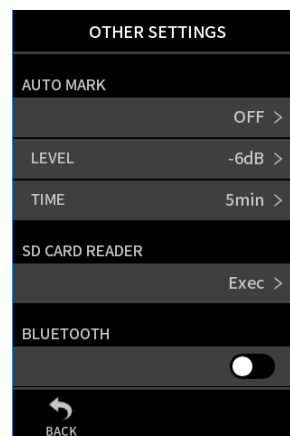 OTHER SETTINGS
AUTO MARK
OFF >
LEVEL -6dB >
TIME 5min >
SD CARD READER
Exec >
BLUETOOTH
BACK